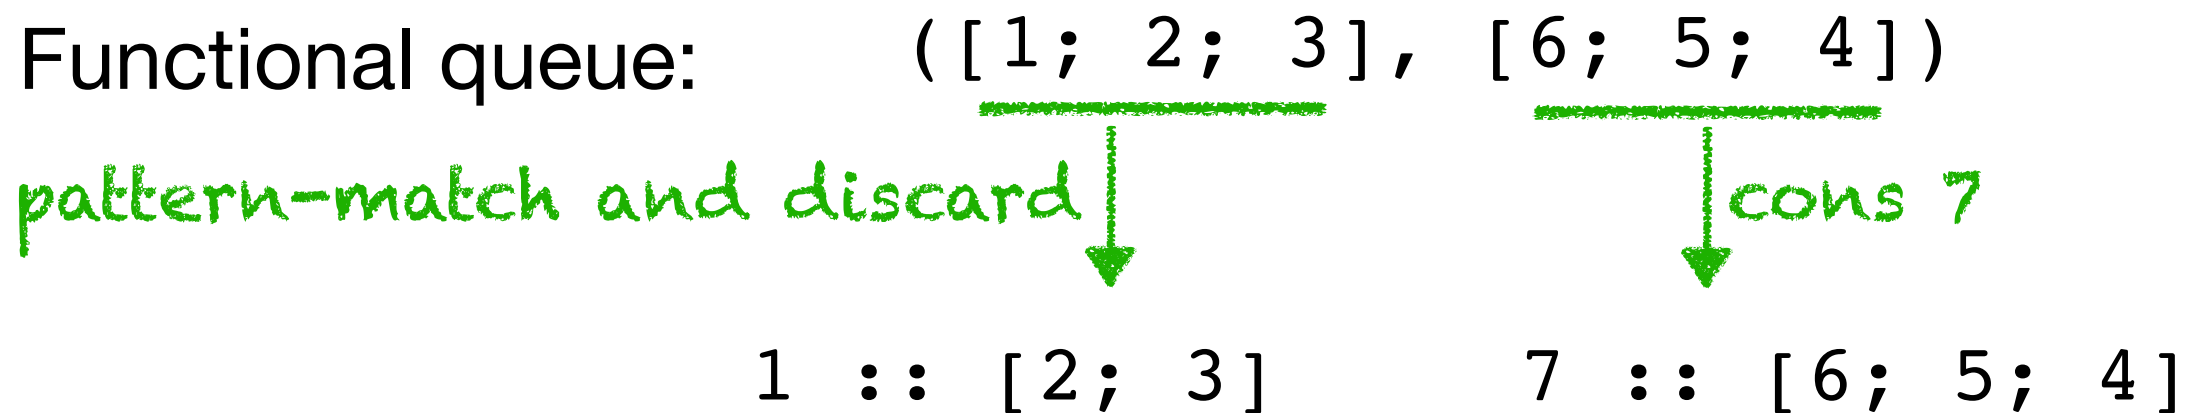 Functional queue: ([1; 2; 3], [6; 5; 4])
pattern-match and discard cons 7
1 :: [2; 3] 7 :: [6; 5; 4]